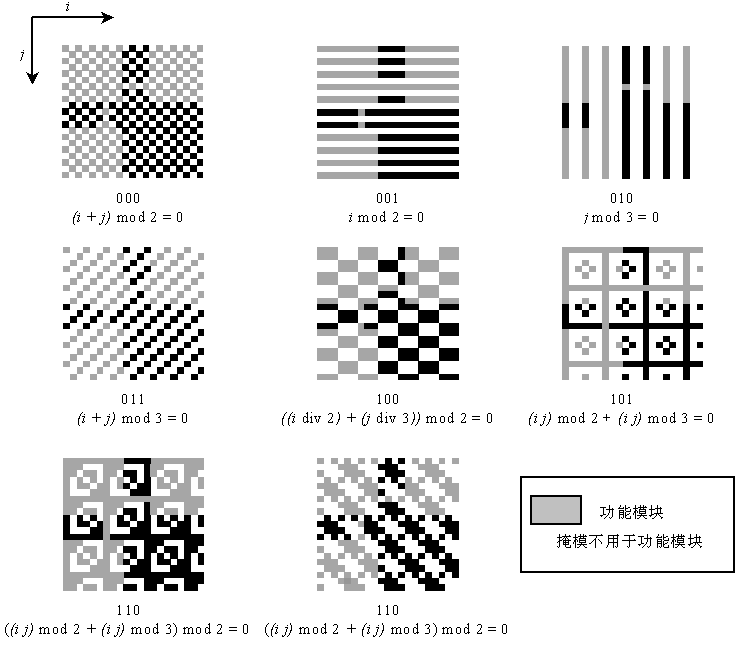 i
j
000
(i + j) mod 2 = 0
001
i mod 2 = 0
010
j mod 3 = 0
011
(i + j) mod 3 = 0
100
((i div 2) + (j div 3)) mod 2 = 0
101
(i j) mod 2 + (i j) mod 3 = 0
110
((i j) mod 2 + (i j) mod 3) mod 2 = 0
110
((i j) mod 2 + (i j) mod 3) mod 2 = 0
功能模块
掩模不用于功能模块